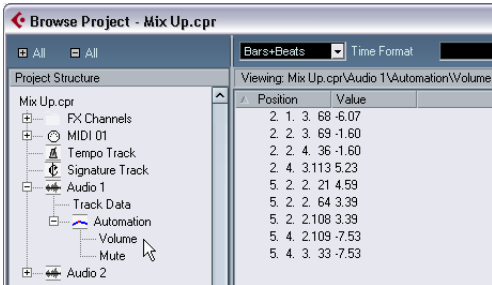 Browse Project - Mix Up.cpr
All All Bars+Beats Time Format
Project Structure
Viewing: Mix Up.cpr\Audio 1\Automation\Volume
Mix Up.cpr
FX Channels
MIDI 01
Tempo Track
Signature Track
Audio 1
Track Data
Automation
Volume
Mute
Audio 2
Position Value
2. 1. 3. 68 -6.07
2. 2. 3. 69 -1.60
2. 2. 4. 36 -1.60
2. 4. 3.113 5.23
5. 2. 2. 21 4.59
5. 2. 2. 64 3.39
5. 2. 2.108 3.39
5. 4. 2.109 -7.53
5. 4. 3. 33 -7.53